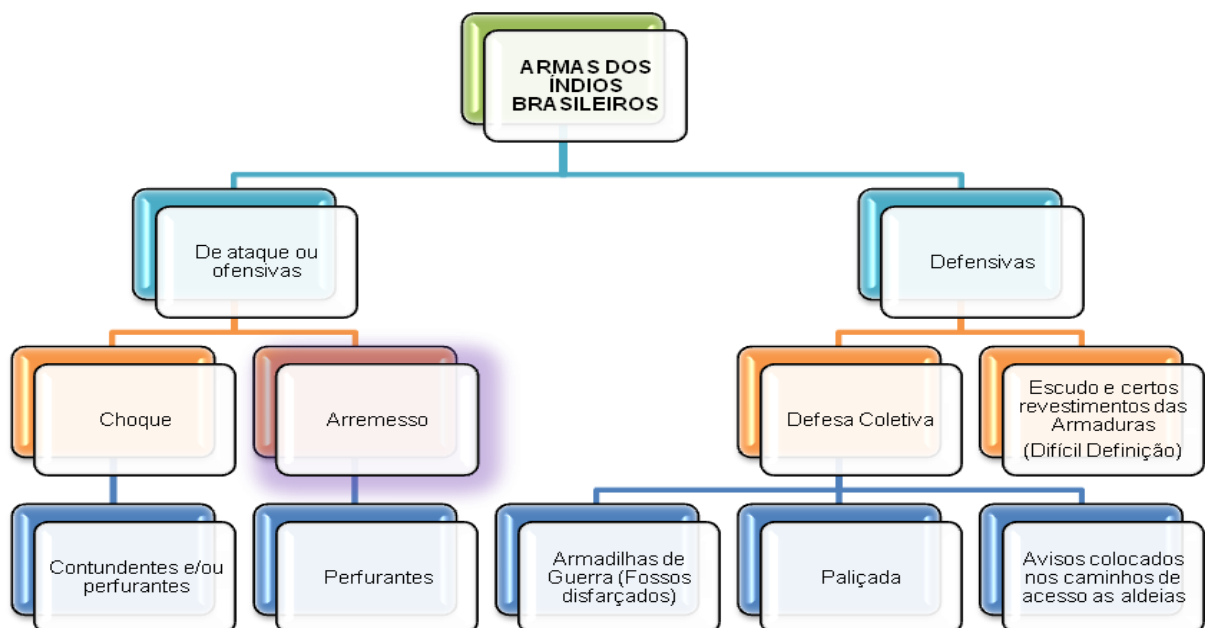 ARMAS DOS
ÍNDIOS
BRASILEIROS
De ataque ou
ofensivas
Defensivas
Choque
Arremesso
Defesa Coletiva
Escudo e certos
revestimentos das
Armaduras
(Difícil Definição)
Contundentes e/ou
perfurantes
Perfurantes
Armadilhas de
Guerra (Fossos
disfarçados)
Paliçada
Avisos colocados
nos caminhos de
acesso as aldeias